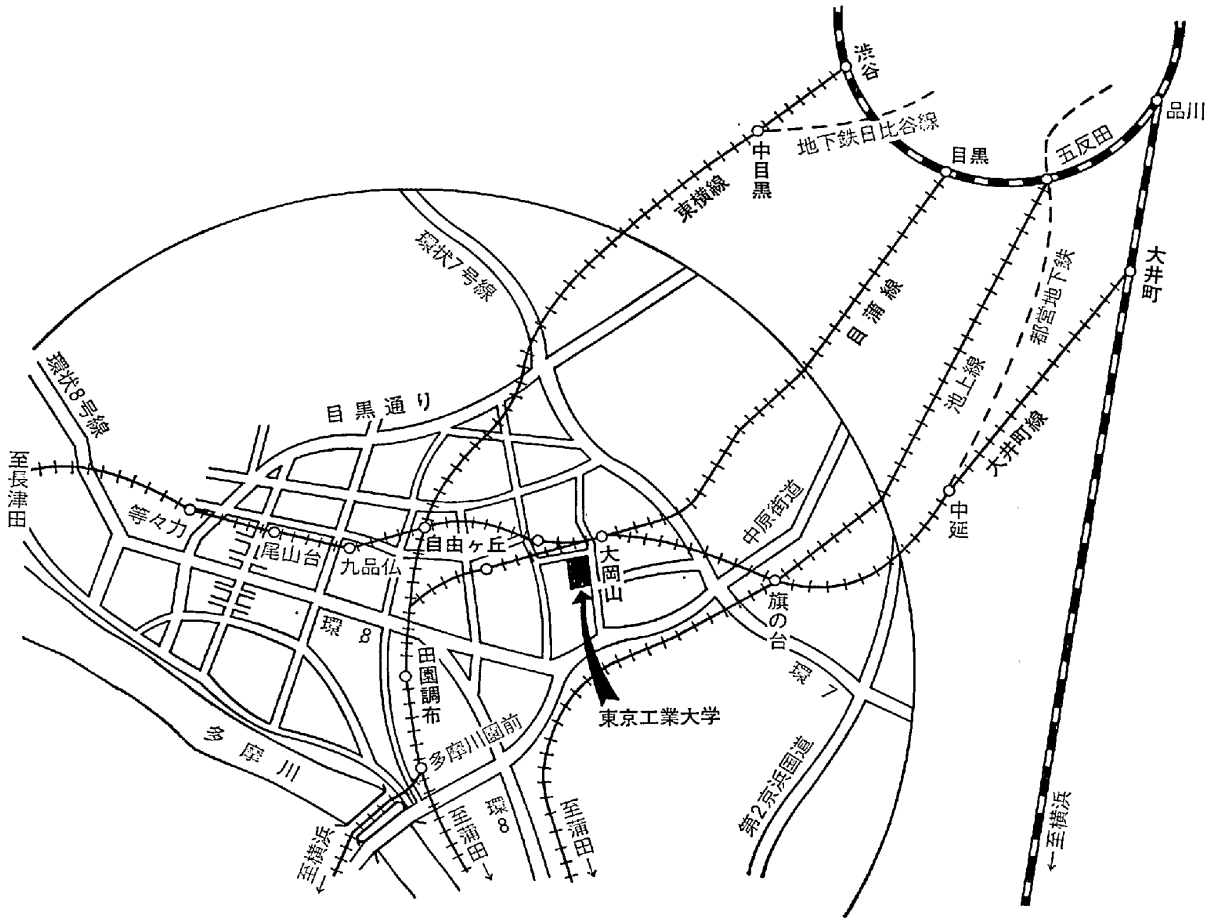 渋谷
品川
地下鉄日比谷線
五反田
目黒
中目黒
東横線
環状7号線
大井町
都営地下鉄
目蒲線
環状8号線
池上線
目黒通り
大井町線
至長津田
中原街道
中延
等々力
尾山台
九品仏
自由ヶ丘
大岡山
旗の台
環8
田園調布
環7
東京工業大学
多摩川園前
多摩川
第2京浜国道
環8
至横浜
至蒲田
至蒲田
←至横浜